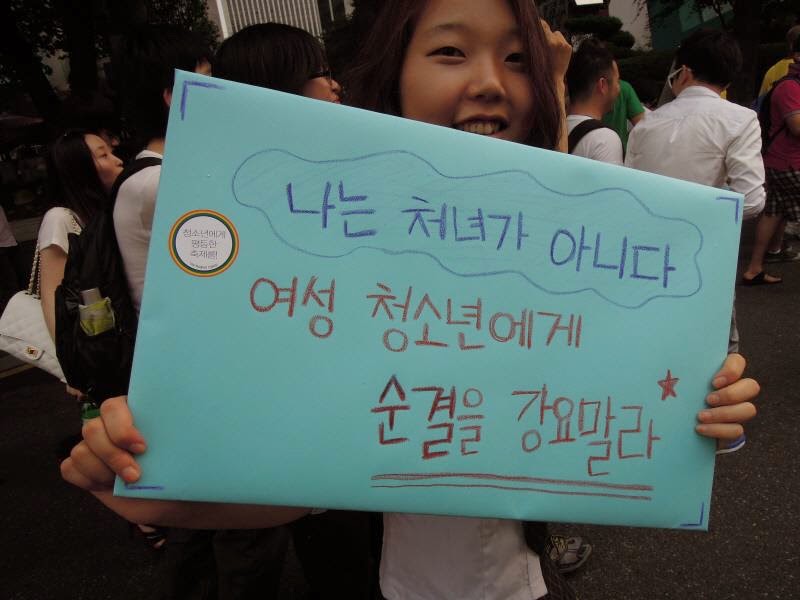 나는 처녀가 아니다
청소년에게
평등한
축제를!
여성 청소년에게
순결을 강요말라